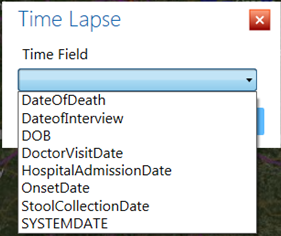 Time Lapse
Time Field
DateOfDeath
DateofInterview
DOB
DoctorVisitDate
HospitalAdmissionDate
OnsetDate
StoolCollectionDate
SYSTEMDATE